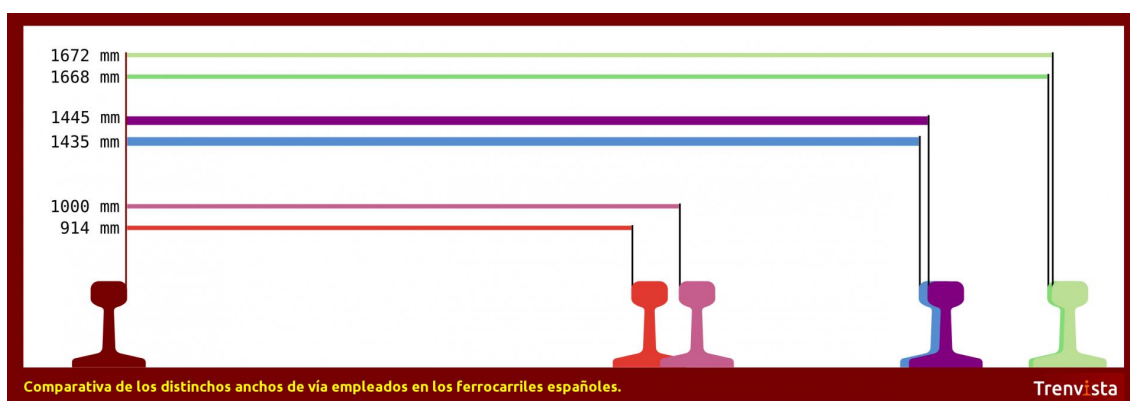 1672 mm
1668 mm
1445 mm
1435 mm
1000 mm
914 mm
Comparativa de los distinchos anchos de vía empleados en los ferrocarriles españoles.
Trenvista